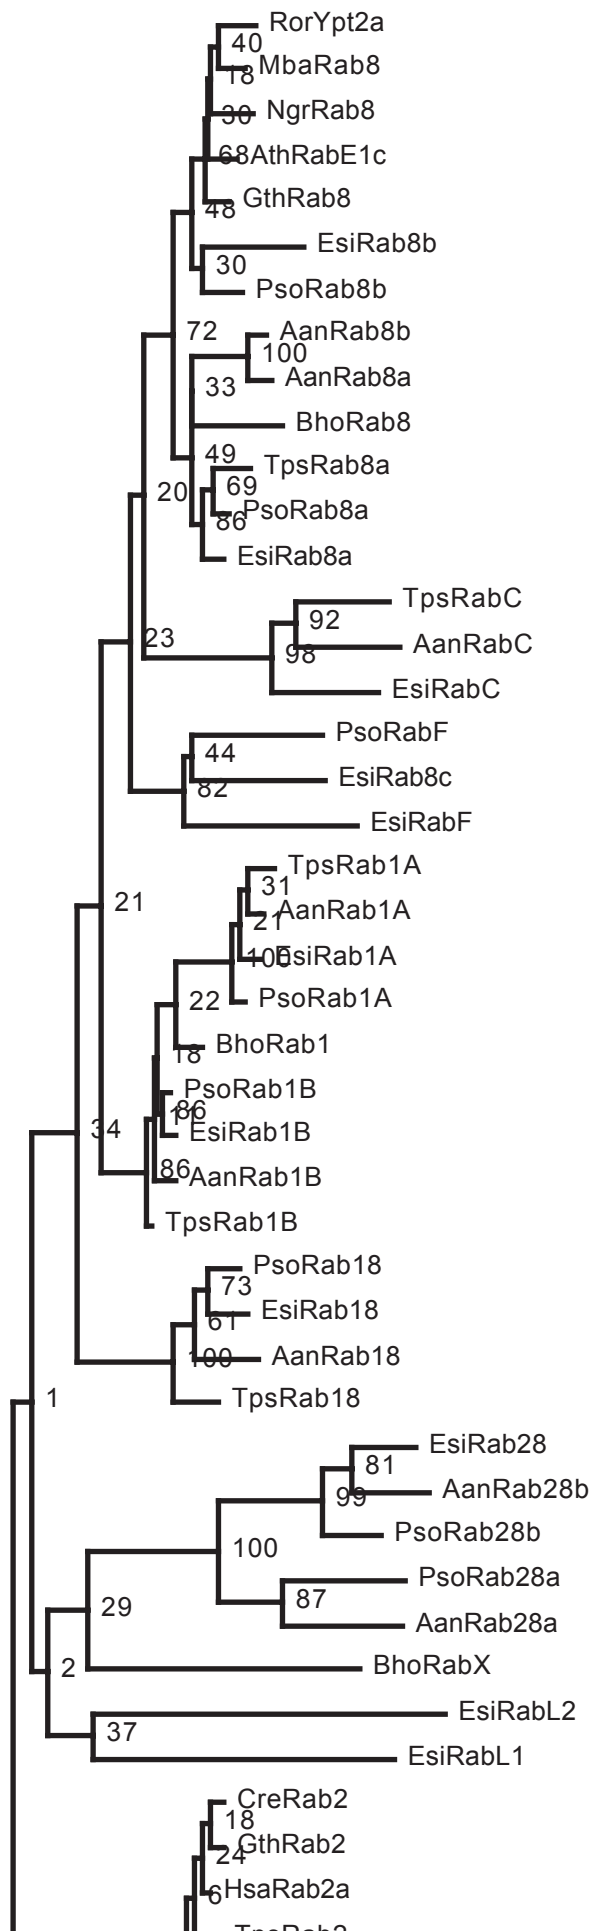 RorYpt2a
40
MbaRab8
18
NgrRab8
30
AthRabE1c
68
GthRab8
48
EsiRab8b
30
PsoRab8b
72
AanRab8b
100
AanRab8a
33
BhoRab8
49
TpsRab8a
69
PsoRab8a
86
20
EsiRab8a
TpsRabC
92
23
AanRabC
98
EsiRabC
PsoRabF
44
EsiRab8c
82
EsiRabF
TpsRab1A
31
21
AanRab1A
21
EsiRab1A
100
PsoRab1A
22
BhoRab1
18
PsoRab1B
86
11
34
EsiRab1B
86
AanRab1B
TpsRab1B
PsoRab18
73
EsiRab18
61
AanRab18
100
TpsRab18
1
EsiRab28
81
AanRab28b
99
PsoRab28b
100
PsoRab28a
87
29
AanRab28a
2
BhoRabX
EsiRabL2
37
EsiRabL1
CreRab2
18
GthRab2
24
HsaRab2a
6